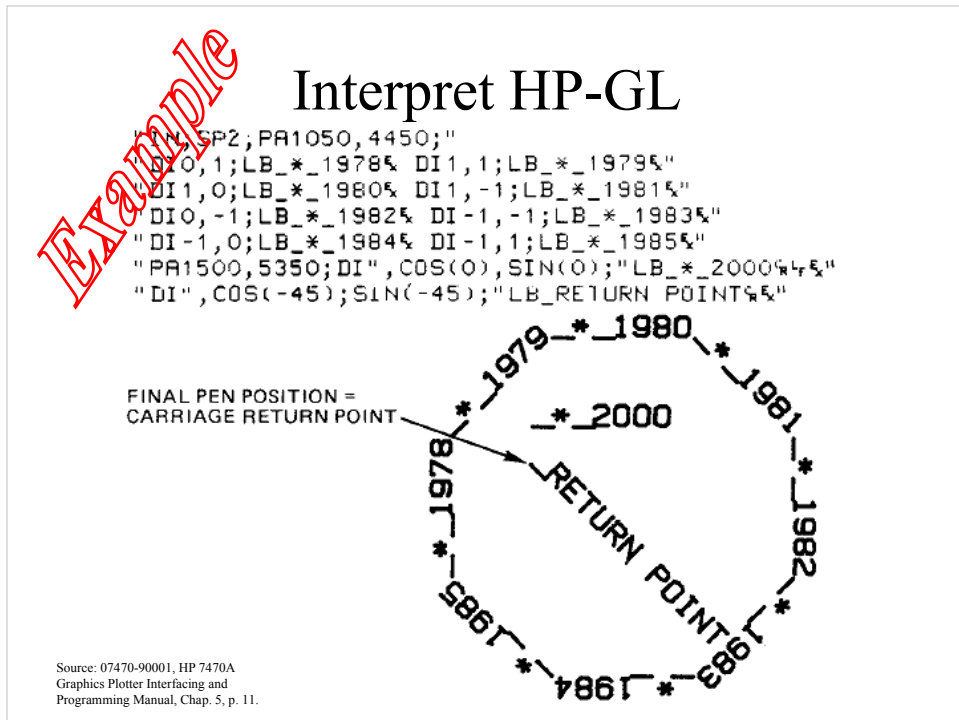 Example
Interpret HP-GL
"IN;SP2;PA1050,4450;"
"DI0,1;LB_*_1978␃ DI1,1;LB_*_1979␃"
"DI1,0;LB_*_1980␃ DI1,-1;LB_*_1981␃"
"DI0,-1;LB_*_1982␃ DI-1,-1;LB_*_1983␃"
"DI-1,0;LB_*_1984␃ DI-1,1;LB_*_1985␃"
"PA1500,5350;DI",COS(0),SIN(0);"LB_*_2000␍␊␃"
"DI",COS(-45);SIN(-45);"LB_RETURN POINT␍␃"
_*_1978
_*_1979
_*_1980
_*_1981
_*_1982
_*_1983
_*_1984
_*_1985
FINAL PEN POSITION =
CARRIAGE RETURN POINT
_*_2000
_RETURN POINT
Source: 07470-90001, HP 7470A
Graphics Plotter Interfacing and
Programming Manual, Chap. 5, p. 11.